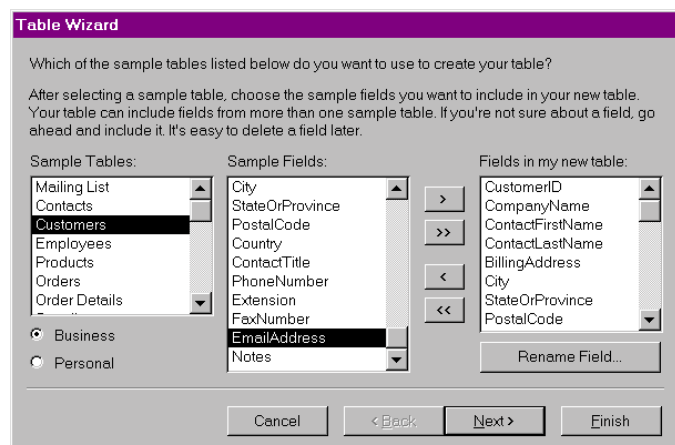 Table Wizard
Which of the sample tables listed below do you want to use to create your table?
After selecting a sample table, choose the sample fields you want to include in your new table.
Your table can include fields from more than one sample table. If you're not sure about a field, go
ahead and include it. It's easy to delete a field later.
Sample Tables:
Mailing List
Contacts
Customers
Employees
Products
Orders
Order Details
Business
Personal
Sample Fields:
City
StateOrProvince
PostalCode
Country
ContactTitle
PhoneNumber
Extension
FaxNumber
EmailAddress
Notes
>
>>
<
<<
Fields in my new table:
CustomerID
CompanyName
ContactFirstName
ContactLastName
BillingAddress
City
StateOrProvince
PostalCode
Rename Field...
Cancel
< Back
Next >
Finish